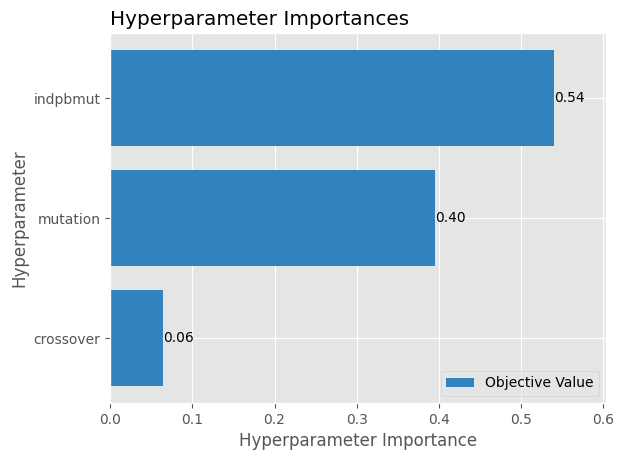 Hyperparameter Importances
Hyperparameter
indpbmut
0.54
mutation
0.40
crossover
0.06
Objective Value
0.0 0.1 0.2 0.3 0.4 0.5 0.6
Hyperparameter Importance